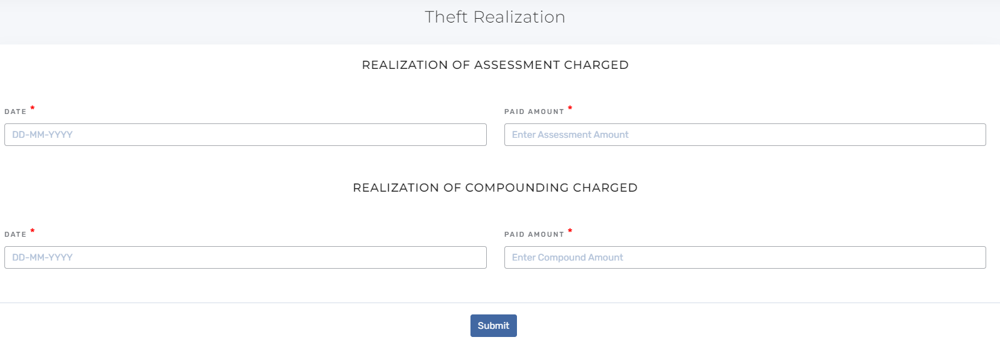 Theft Realization
REALIZATION OF ASSESSMENT CHARGED
DATE * PAID AMOUNT *
DD-MM-YYYY Enter Assessment Amount
REALIZATION OF COMPOUNDING CHARGED
DATE * PAID AMOUNT *
DD-MM-YYYY Enter Compound Amount
Submit